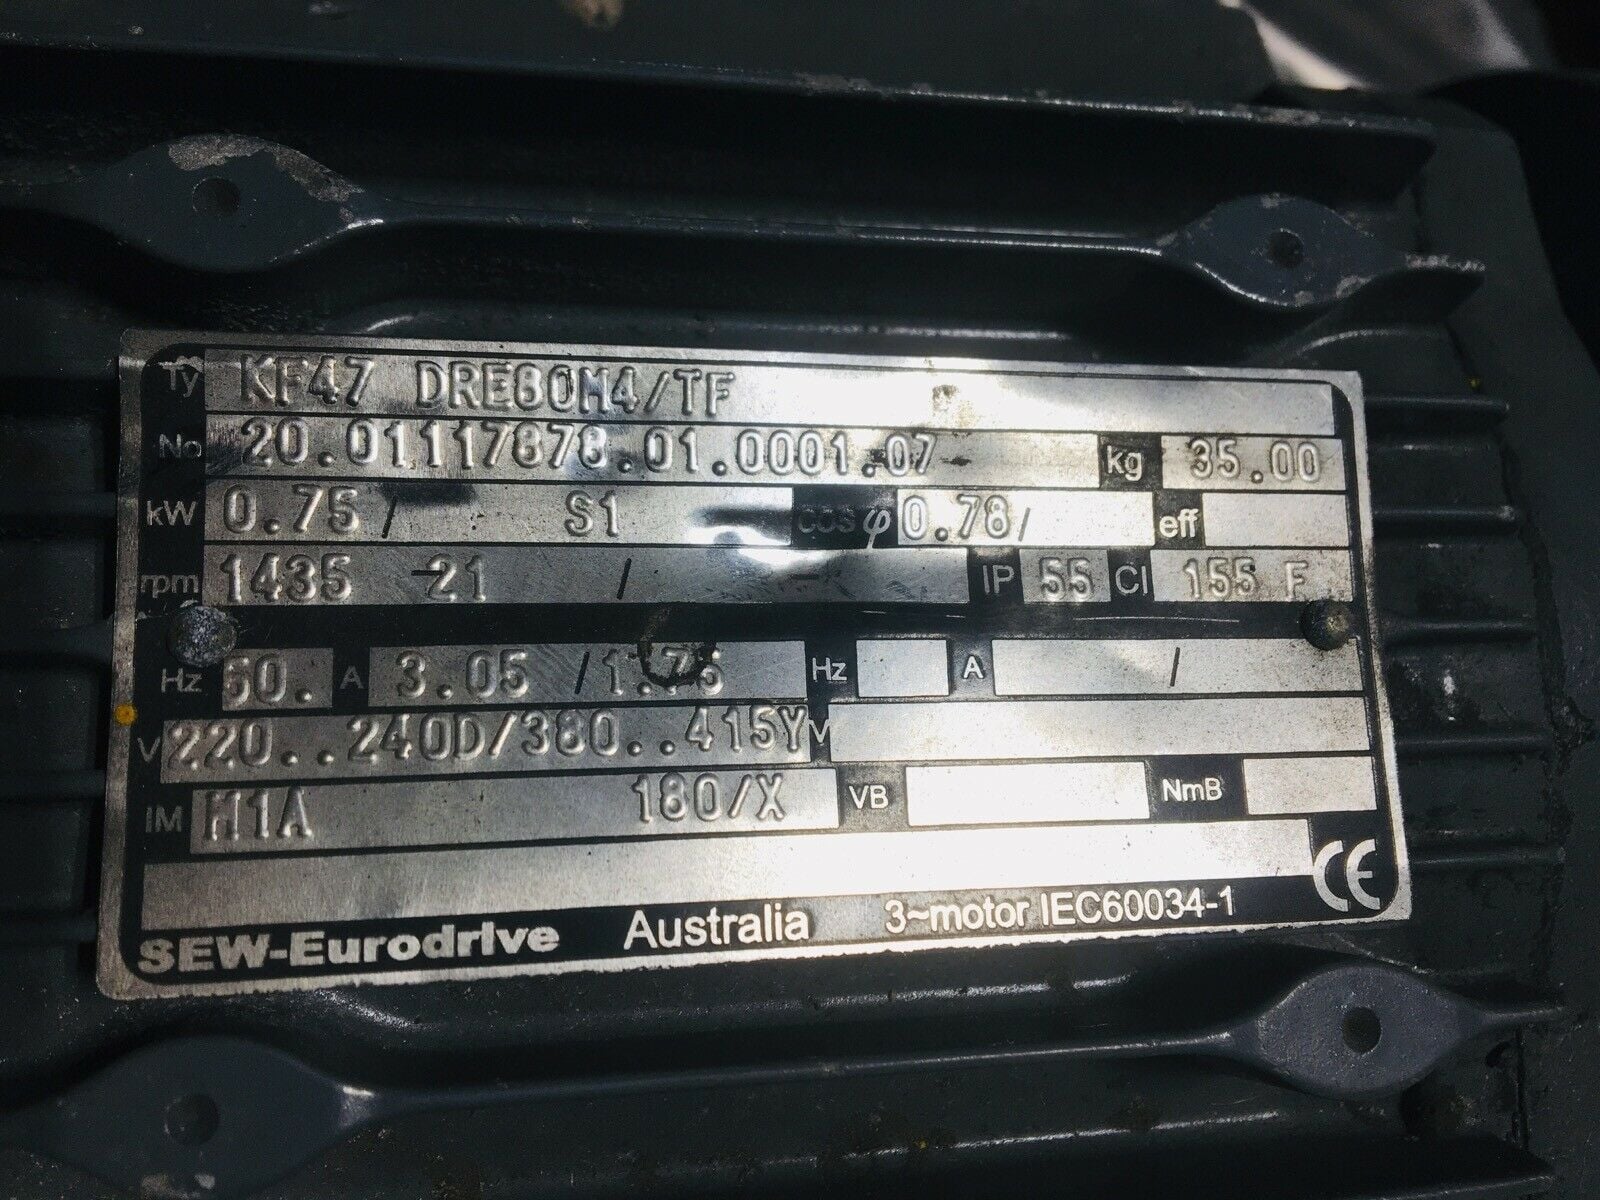 Ty KF47 DRE80M4/TF
No 20.01117878.01.0001.07 kg 35.00
kW 0.75/ S1 cos φ 0.78/ eff
rpm 1435 -21 / - IP 55 Cl 155 F
Hz 50. A 3.05 /1.76 Hz A /
V 220..240D/380..415Y V
IM M1A 180/X VB NmB
CE
SEW-Eurodrive Australia 3~motor IEC60034-1